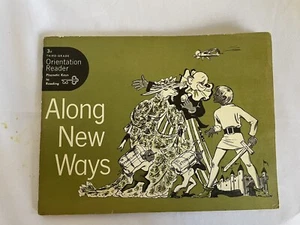 3₁
THIRD GRADE
Orientation
Reader
Phonetic Keys
to
Reading
Along
New
Ways